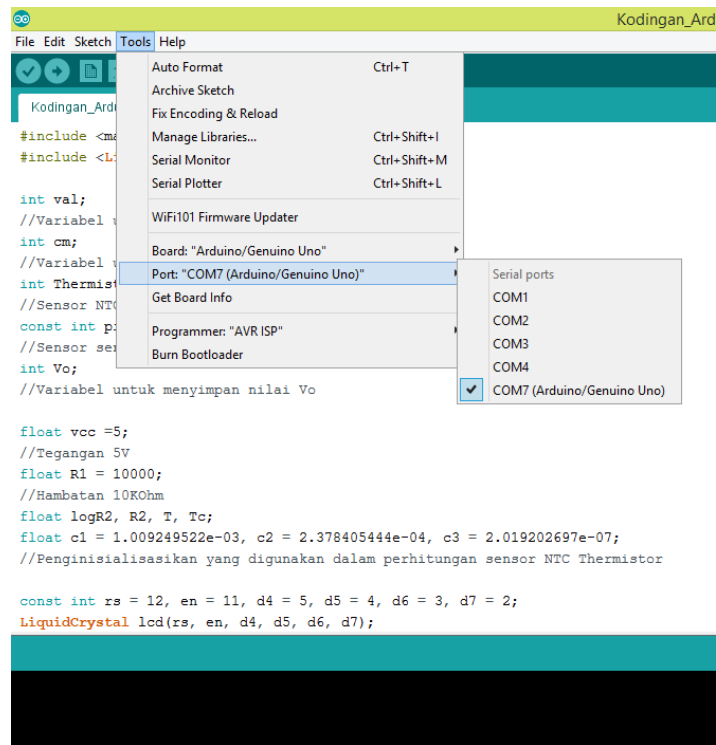 Kodingan_Ard
File Edit Sketch Tools Help
Auto Format Ctrl+T
Archive Sketch
Fix Encoding & Reload
Manage Libraries... Ctrl+Shift+I
Serial Monitor Ctrl+Shift+M
Serial Plotter Ctrl+Shift+L
WiFi101 Firmware Updater
Board: "Arduino/Genuino Uno"
Port: "COM7 (Arduino/Genuino Uno)"
Get Board Info
Programmer: "AVR ISP"
Burn Bootloader
Serial ports
COM1
COM2
COM3
COM4
COM7 (Arduino/Genuino Uno)
Kodingan_Ard
#include <ma
#include <Li
int val;
//Variabel u
int cm;
//Variabel u
int Thermist
//Sensor NTC
const int pi
//Sensor sen
int Vo;
//Variabel untuk menyimpan nilai Vo
float vcc =5;
//Tegangan 5V
float R1 = 10000;
//Hambatan 10KOhm
float logR2, R2, T, Tc;
float c1 = 1.009249522e-03, c2 = 2.378405444e-04, c3 = 2.019202697e-07;
//Penginisialisasikan yang digunakan dalam perhitungan sensor NTC Thermistor
const int rs = 12, en = 11, d4 = 5, d5 = 4, d6 = 3, d7 = 2;
LiquidCrystal lcd(rs, en, d4, d5, d6, d7);